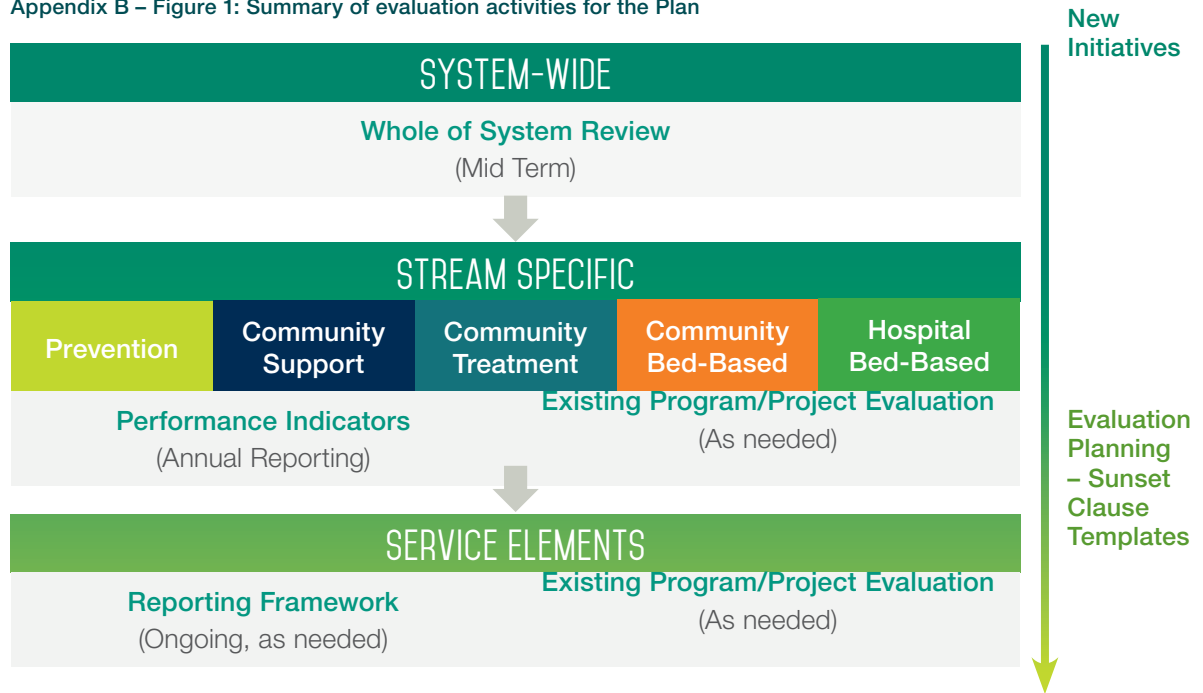 Appendix B – Figure 1: Summary of evaluation activities for the Plan
New
Initiatives
SYSTEM-WIDE
Whole of System Review
(Mid Term)
STREAM SPECIFIC
Prevention
Community
Support
Community
Treatment
Community
Bed-Based
Hospital
Bed-Based
Performance Indicators
(Annual Reporting)
Existing Program/Project Evaluation
(As needed)
Evaluation
Planning
– Sunset
Clause
Templates
SERVICE ELEMENTS
Reporting Framework
(Ongoing, as needed)
Existing Program/Project Evaluation
(As needed)